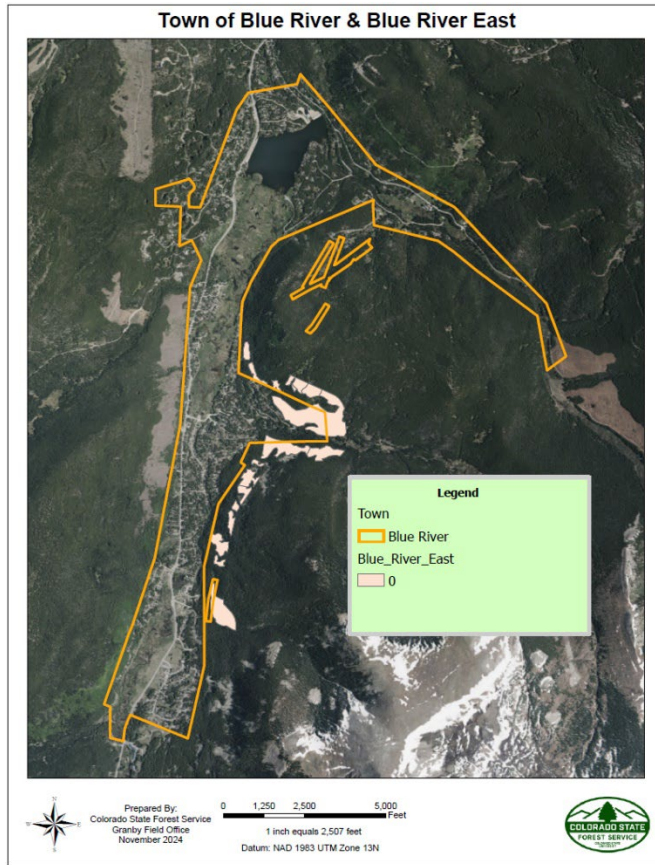 Town of Blue River & Blue River East
Legend
Town
Blue River
Blue_River_East
0
N
W
E
S
Prepared By:
Colorado State Forest Service
Granby Field Office
November 2024
0 1,250 2,500 5,000
Feet
1 inch equals 2,507 feet
Datum: NAD 1983 UTM Zone 13N
COLORADO STATE
FOREST SERVICE